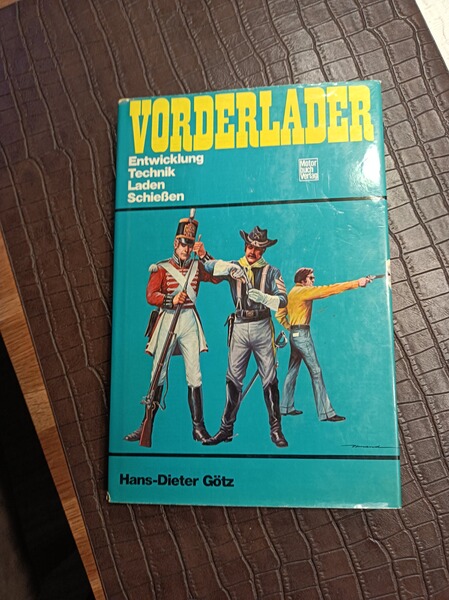 VORDERLADER
Entwicklung
Technik
Laden
Schießen
Motor
buch
Verlag
Hans-Dieter Götz